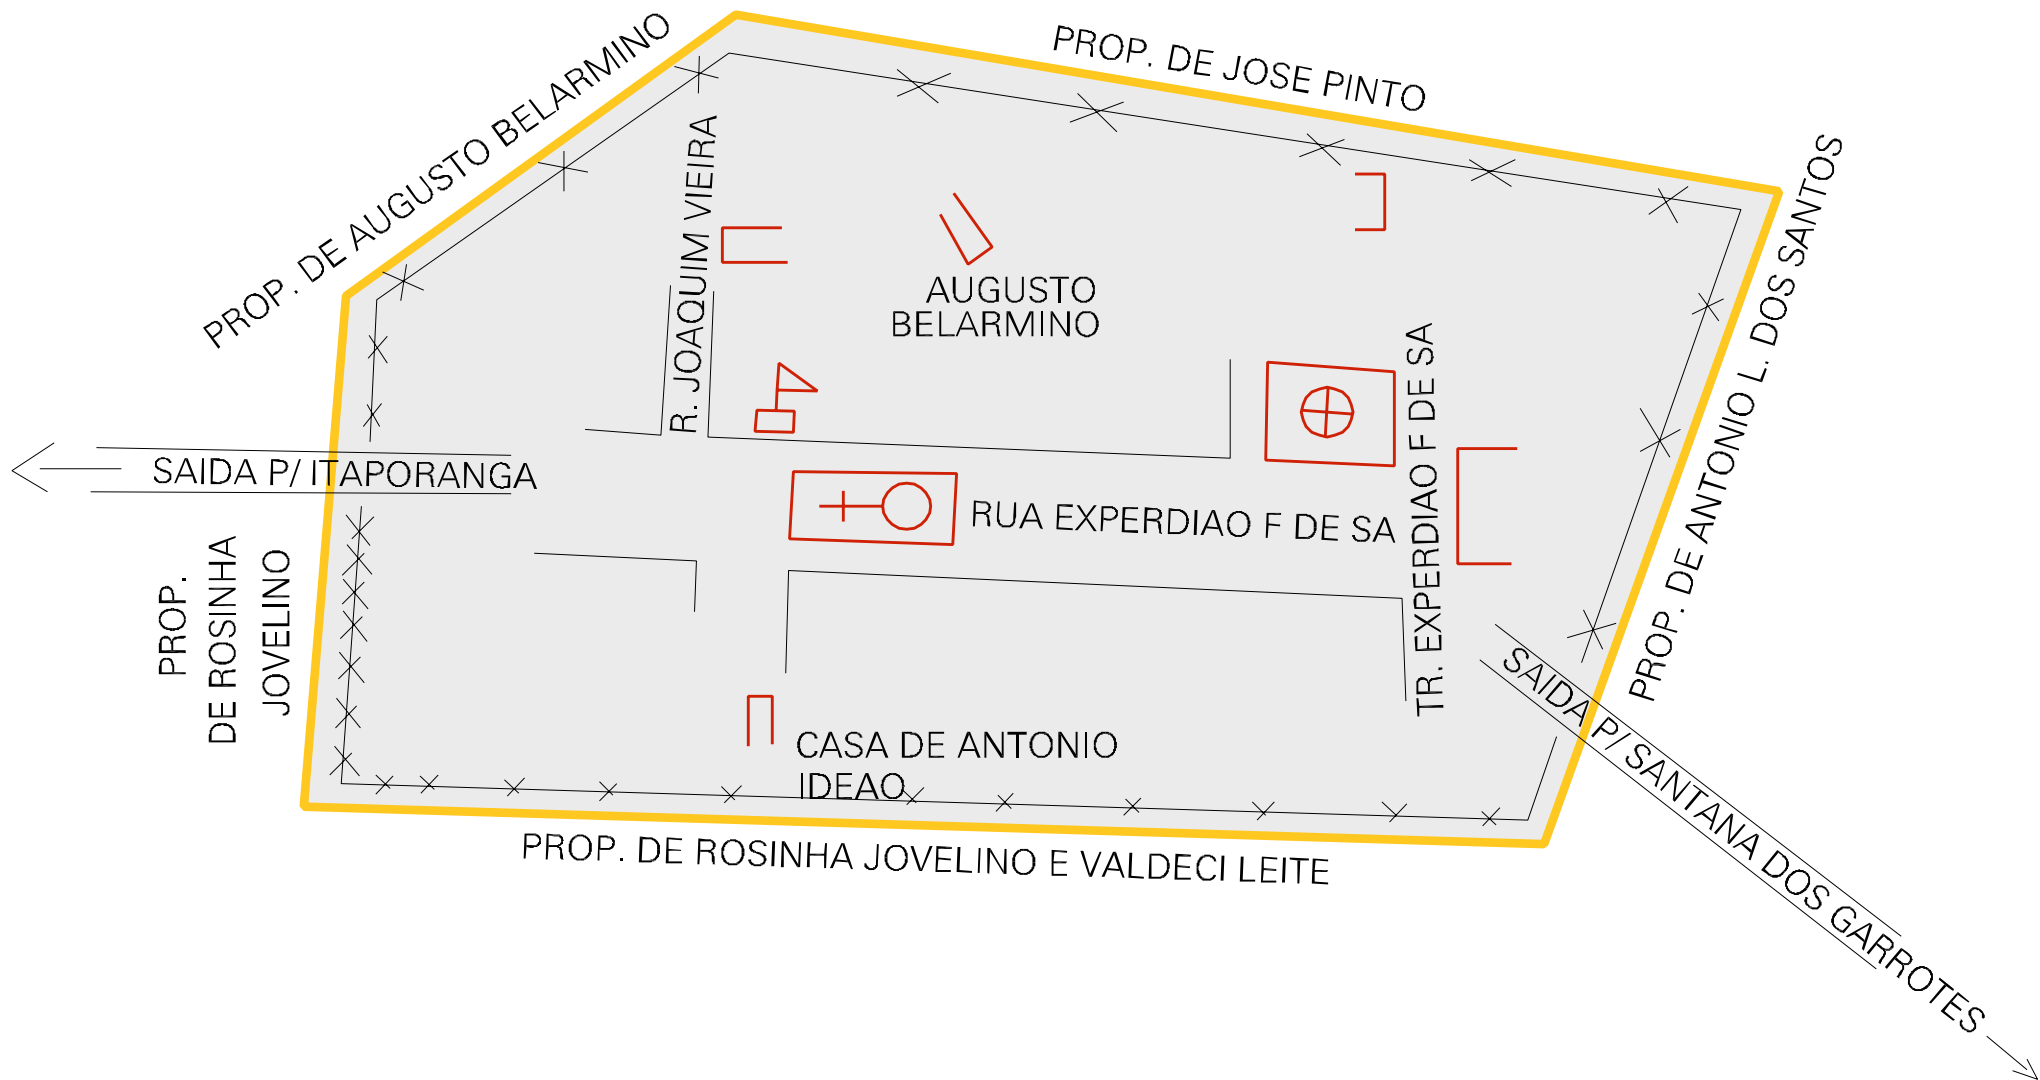 PROP. DE AUGUSTO BELARMINO
PROP. DE JOSE PINTO
R. JOAQUIM VIEIRA
AUGUSTO
BELARMINO
PROP. DE ANTONIO L. DOS SANTOS
TR. EXPERDIAO F DE SA
SAIDA P/ ITAPORANGA
RUA EXPERDIAO F DE SA
PROP.
DE ROSINHA
JOVELINO
CASA DE ANTONIO
IDEAO
SAIDA P/ SANTANA DOS GARROTES
PROP. DE ROSINHA JOVELINO E VALDECI LEITE